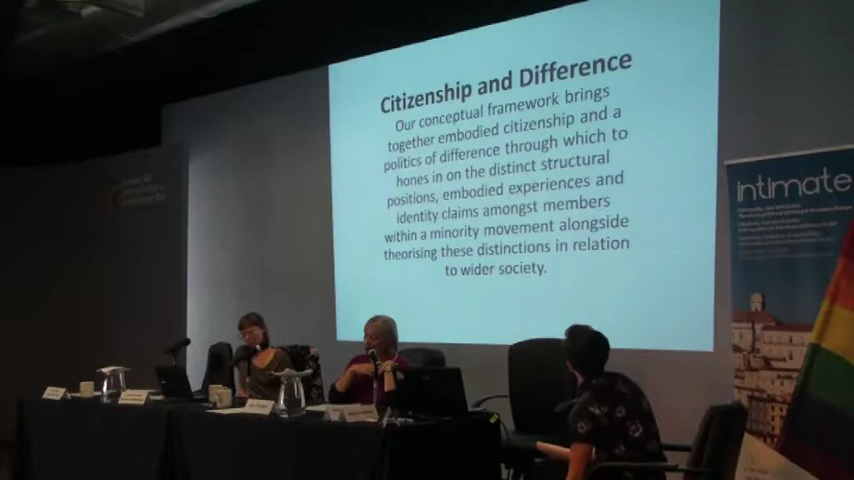 Citizenship and Difference
Our conceptual framework brings
together embodied citizenship and a
politics of difference through which to
hones in on the distinct structural
positions, embodied experiences and
identity claims amongst members
within a minority movement alongside
theorising these distinctions in relation
to wider society.
intimate